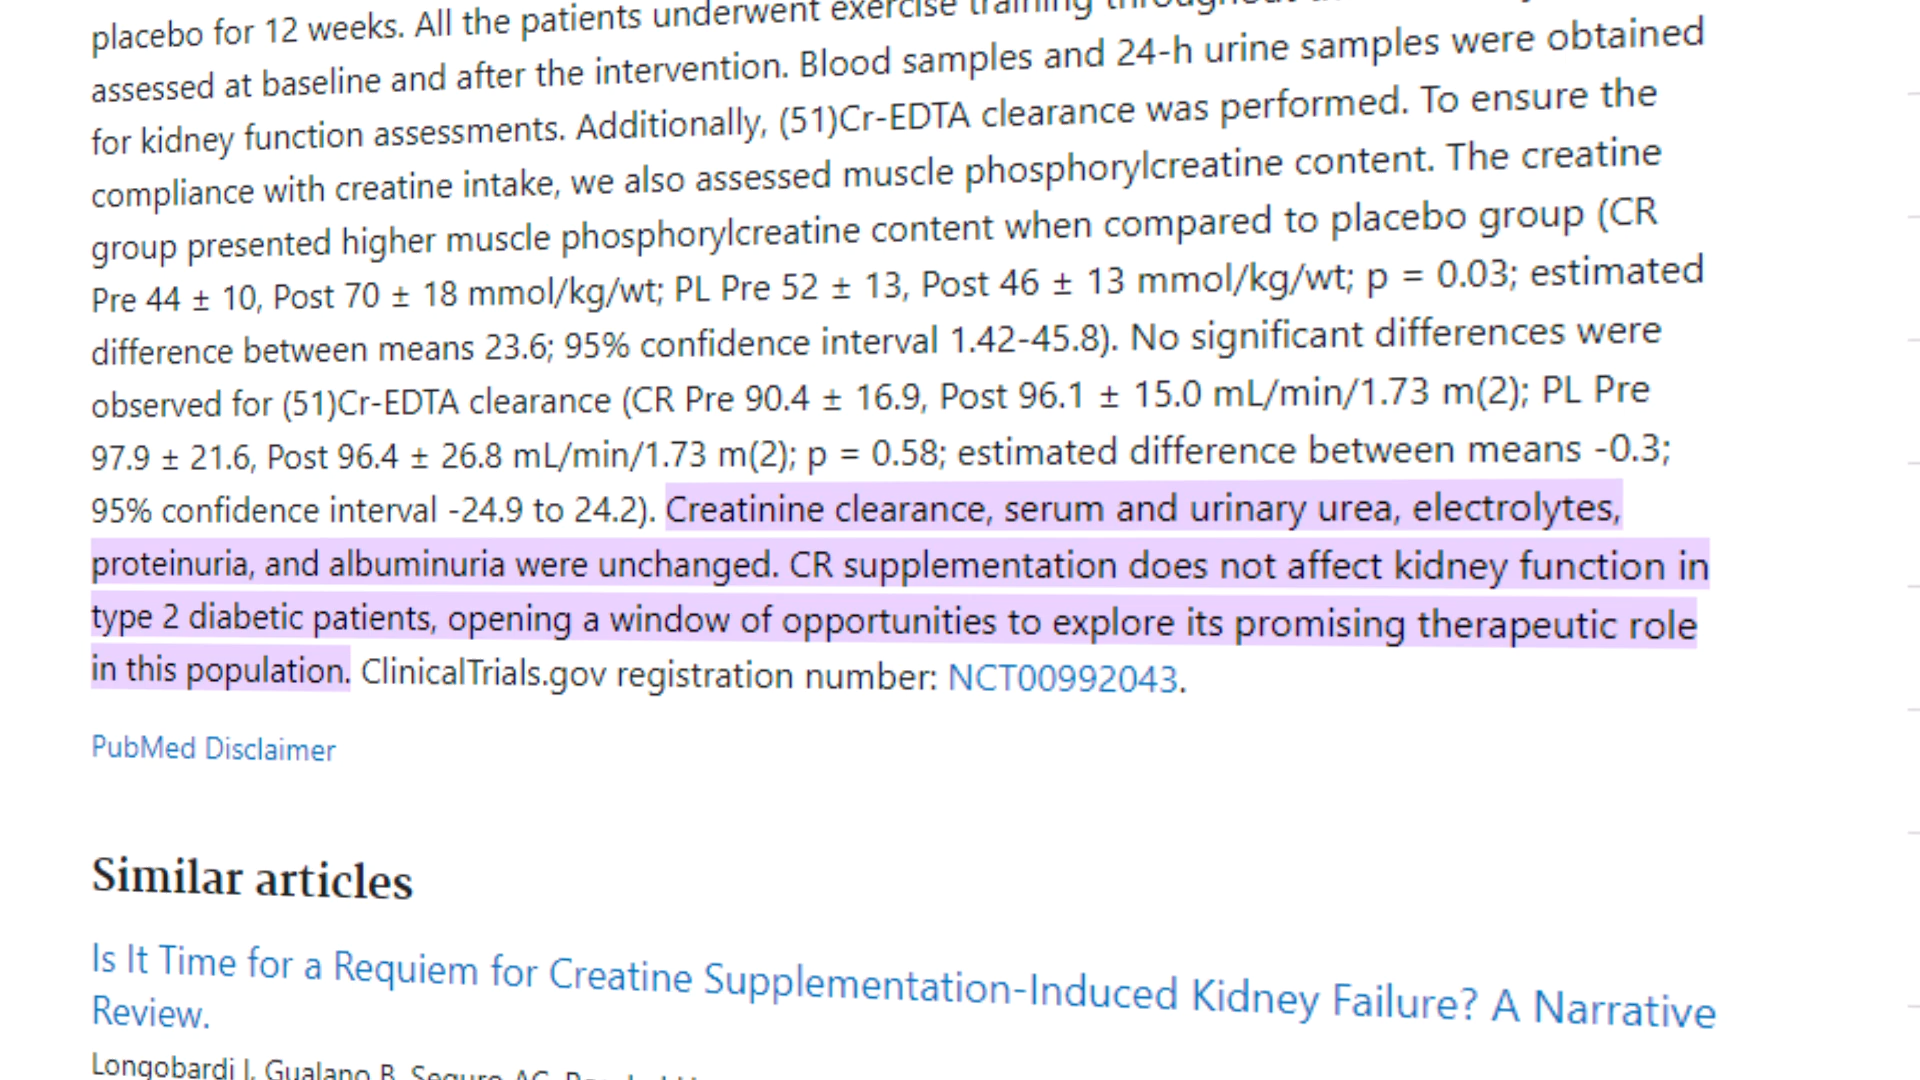 placebo for 12 weeks. All the patients underwent exercise training throughout
assessed at baseline and after the intervention. Blood samples and 24-h urine samples were obtained
for kidney function assessments. Additionally, (51)Cr-EDTA clearance was performed. To ensure the
compliance with creatine intake, we also assessed muscle phosphorylcreatine content. The creatine
group presented higher muscle phosphorylcreatine content when compared to placebo group (CR
Pre 44 ± 10, Post 70 ± 18 mmol/kg/wt; PL Pre 52 ± 13, Post 46 ± 13 mmol/kg/wt; p = 0.03; estimated
difference between means 23.6; 95% confidence interval 1.42-45.8). No significant differences were
observed for (51)Cr-EDTA clearance (CR Pre 90.4 ± 16.9, Post 96.1 ± 15.0 mL/min/1.73 m(2); PL Pre
97.9 ± 21.6, Post 96.4 ± 26.8 mL/min/1.73 m(2); p = 0.58; estimated difference between means -0.3;
95% confidence interval -24.9 to 24.2). Creatinine clearance, serum and urinary urea, electrolytes,
proteinuria, and albuminuria were unchanged. CR supplementation does not affect kidney function in
type 2 diabetic patients, opening a window of opportunities to explore its promising therapeutic role
in this population. ClinicalTrials.gov registration number: NCT00992043.
PubMed Disclaimer
Similar articles
Is It Time for a Requiem for Creatine Supplementation-Induced Kidney Failure? A Narrative
Review.
Longobardi I, Gualano B, Seguro AC,